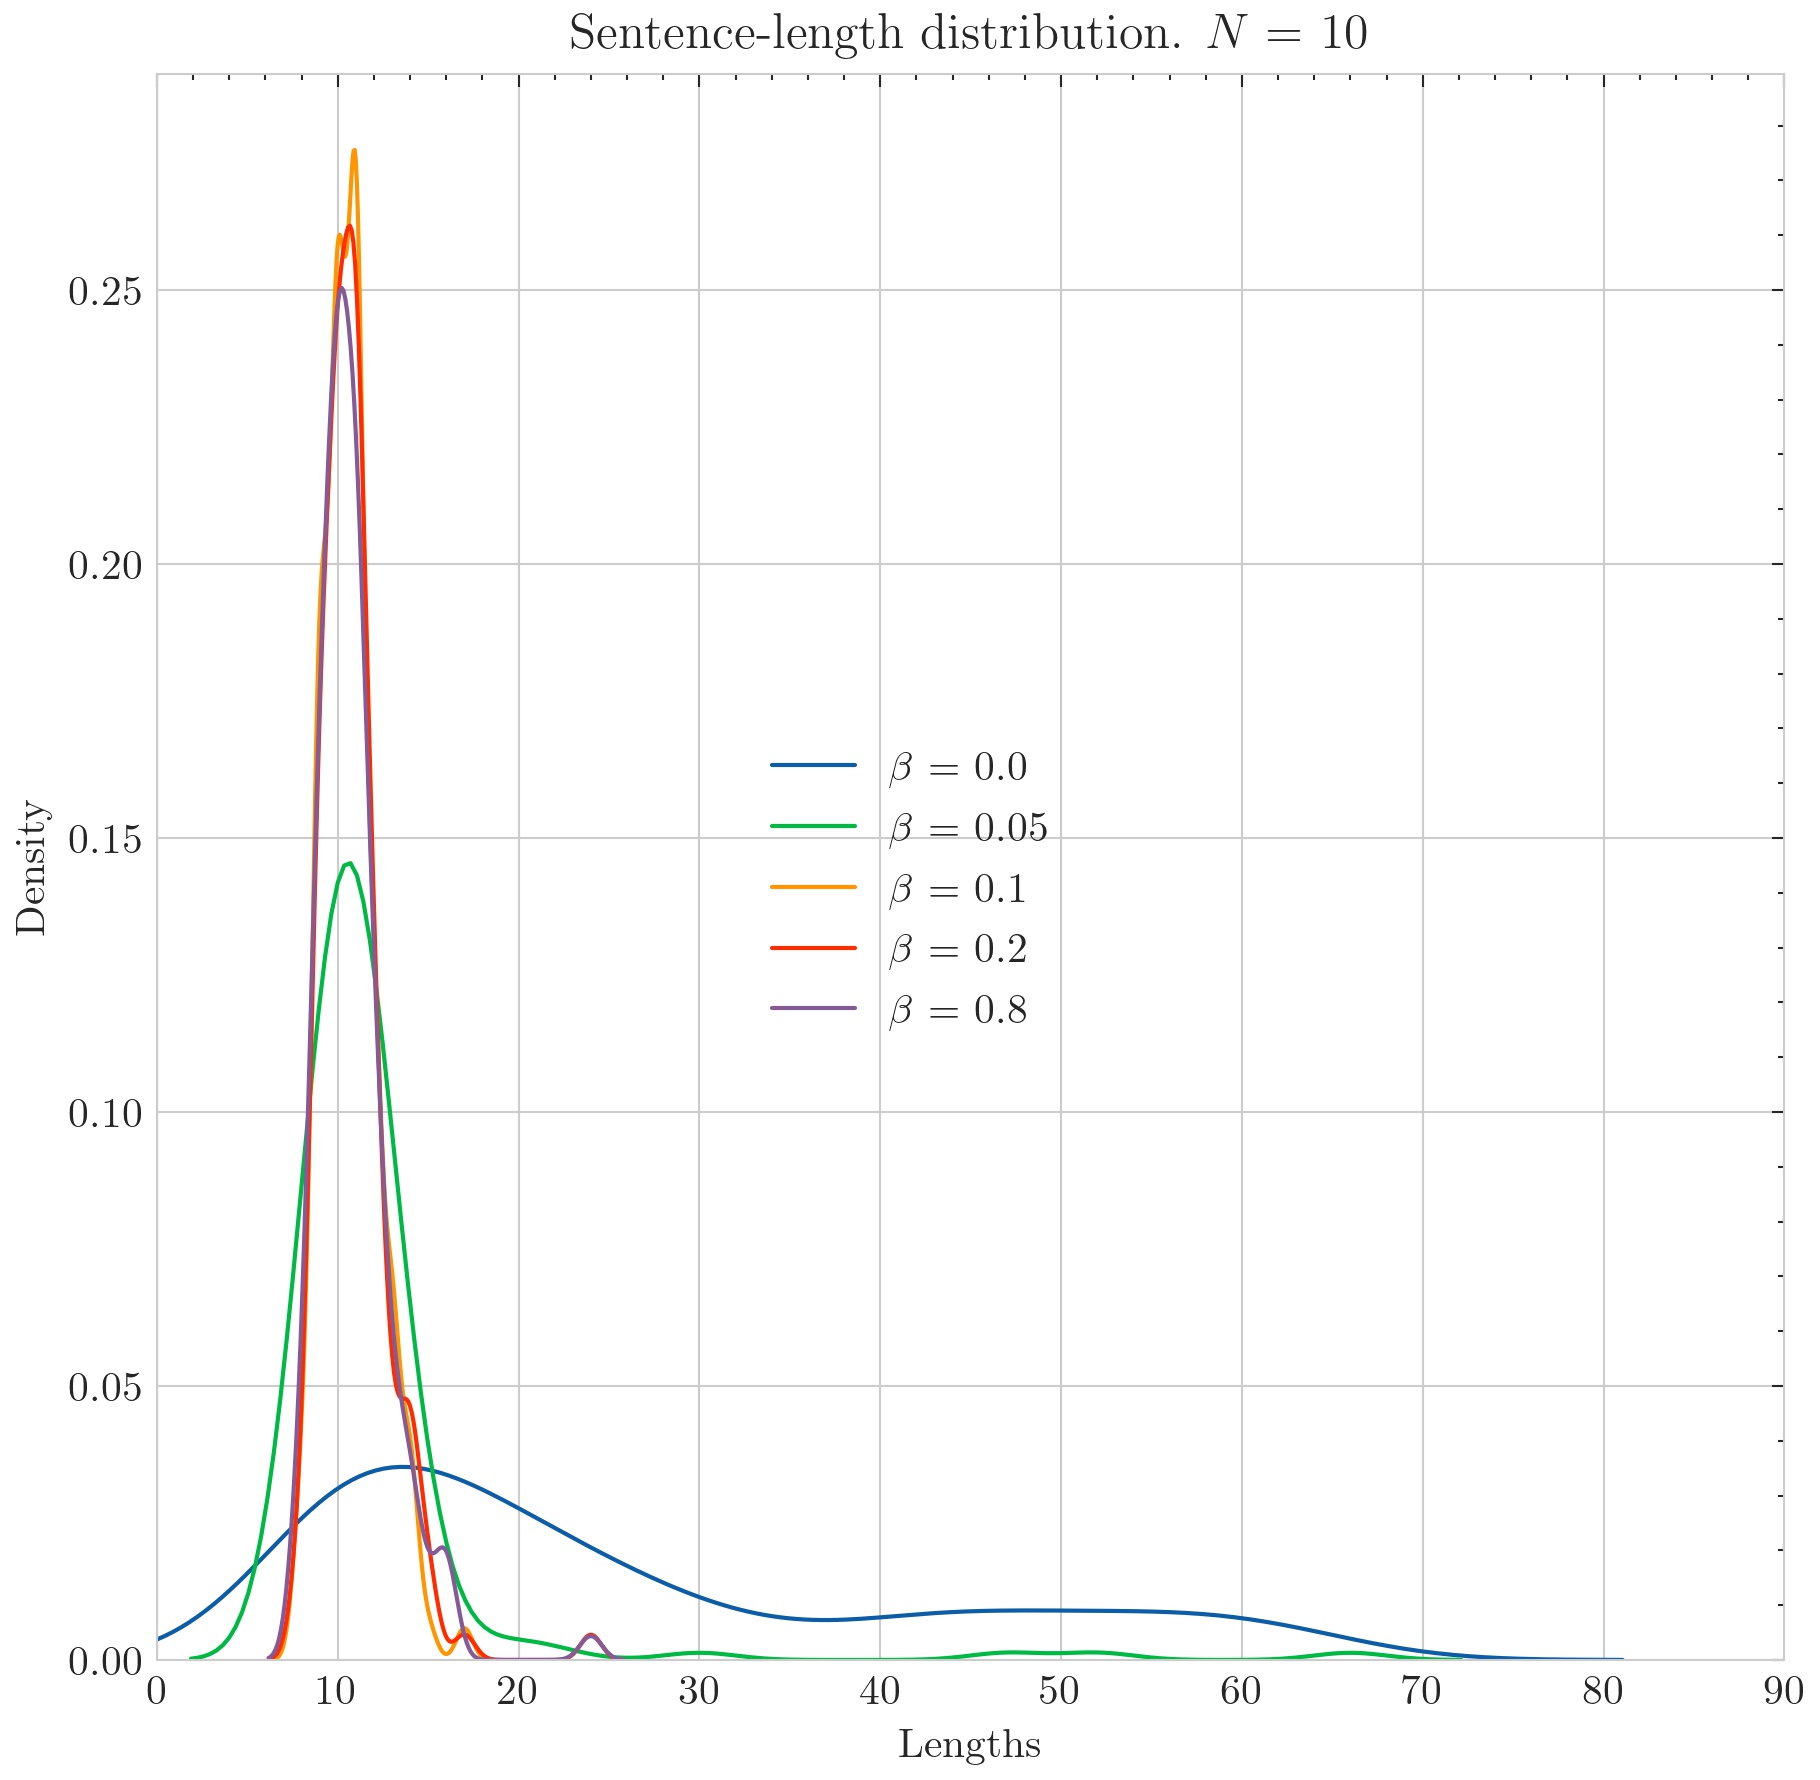 Sentence-length distribution. N = 10
Density
0.25
0.20
0.15
0.10
0.05
0.00
β = 0.0
β = 0.05
β = 0.1
β = 0.2
β = 0.8
0 10 20 30 40 50 60 70 80 90
Lengths